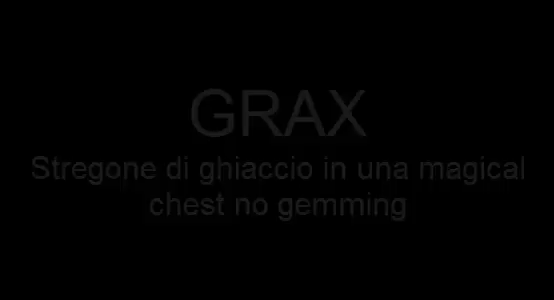 GRAX
Stregone di ghiaccio in una magical
chest no gemming